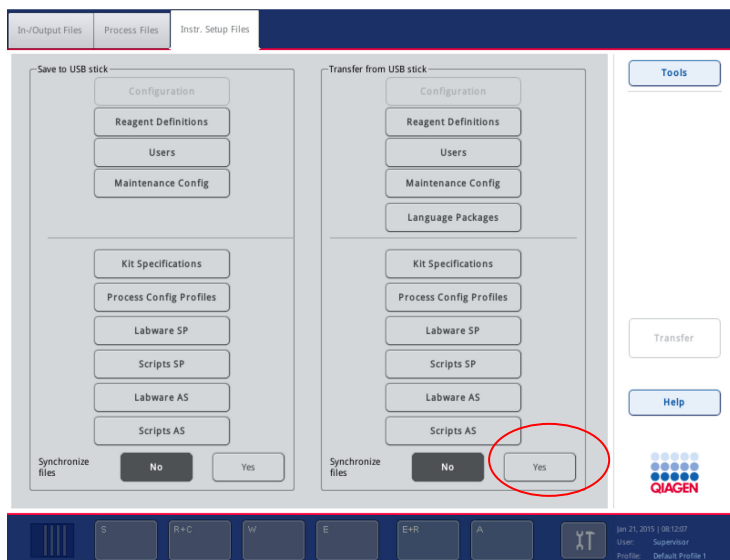 In-/Output Files
Process Files
Instr. Setup Files
Save to USB stick
Configuration
Reagent Definitions
Users
Maintenance Config
Kit Specifications
Process Config Profiles
Labware SP
Scripts SP
Labware AS
Scripts AS
Synchronize
files
No
Yes
Transfer from USB stick
Configuration
Reagent Definitions
Users
Maintenance Config
Language Packages
Kit Specifications
Process Config Profiles
Labware SP
Scripts SP
Labware AS
Scripts AS
Synchronize
files
No
Yes
Tools
Transfer
Help
QIAGEN
S
R+C
W
E
E+R
A
Jan 21, 2015 | 08:12:07
User: Supervisor
Profile: Default Profile 1